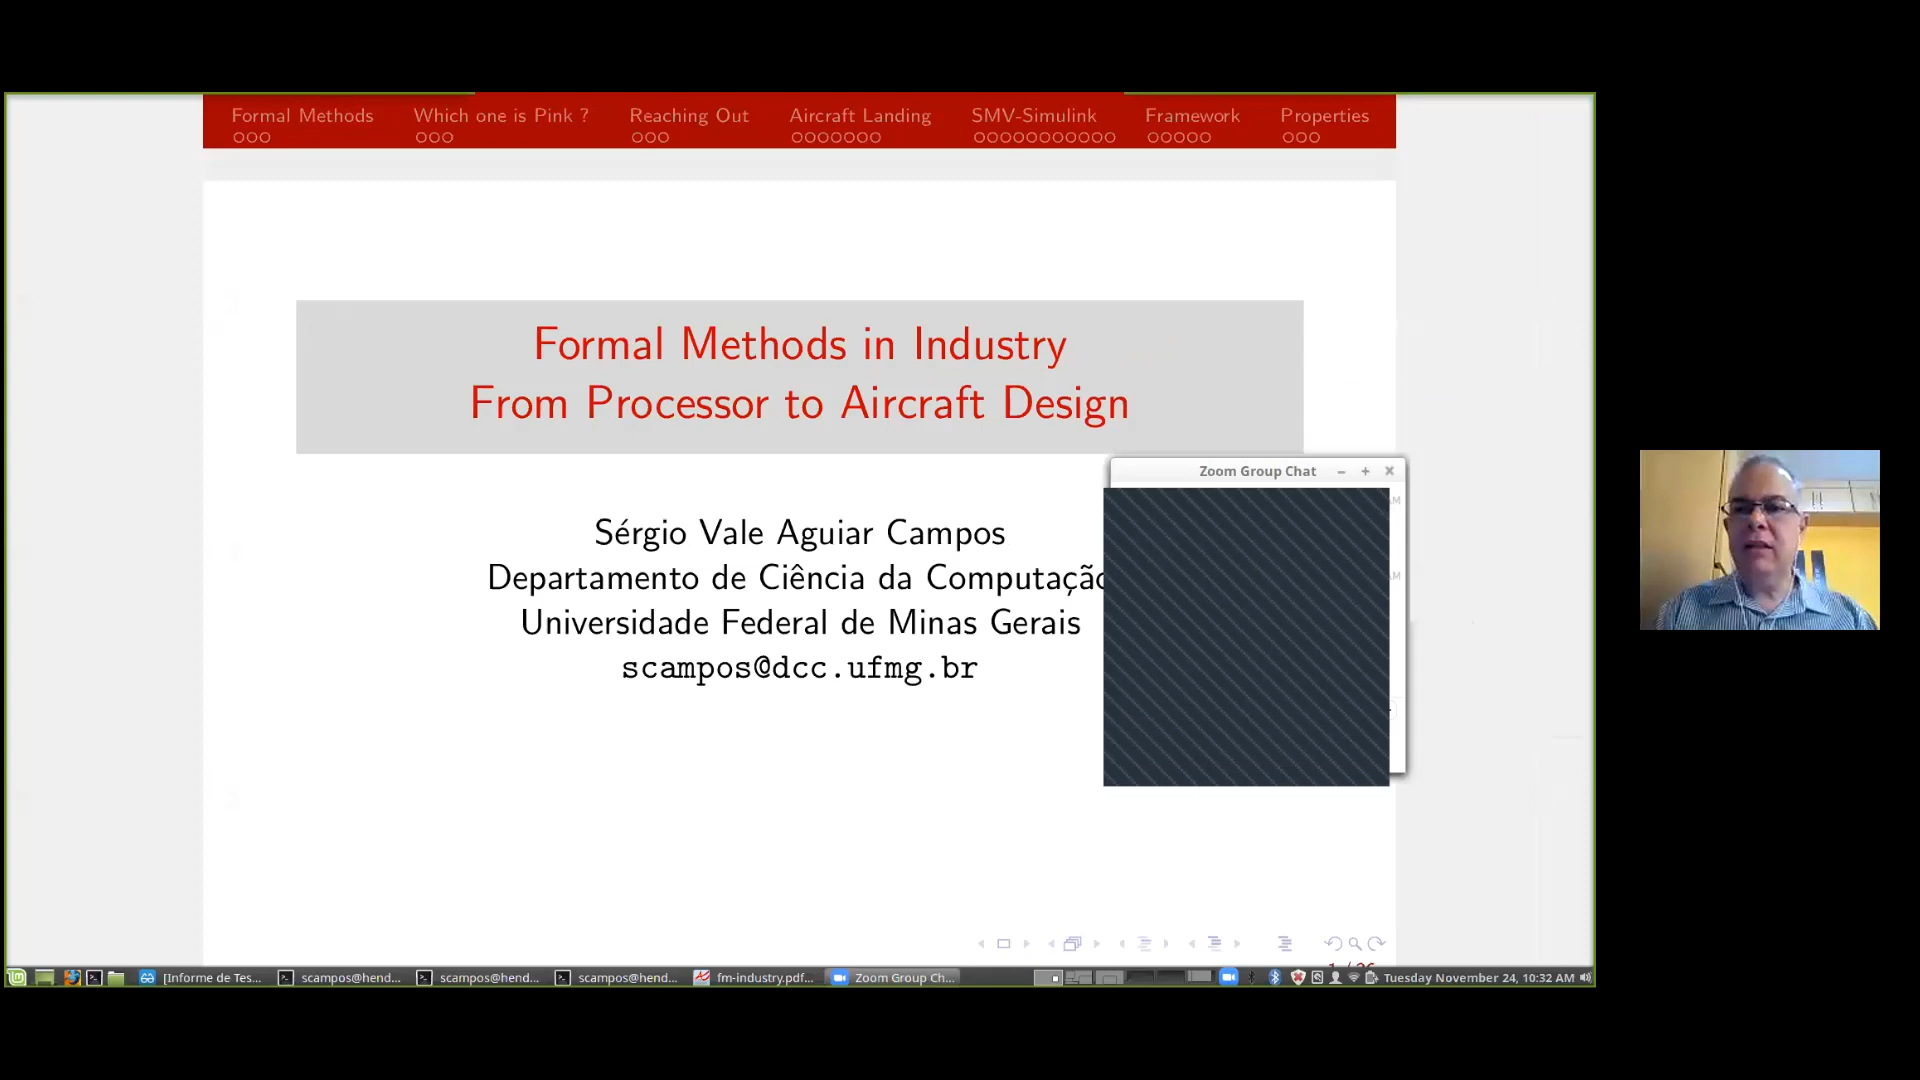 Formal Methods Which one is Pink ? Reaching Out Aircraft Landing SMV-Simulink Framework Properties
Formal Methods in Industry
From Processor to Aircraft Design
Zoom Group Chat
Sérgio Vale Aguiar Campos
Departamento de Ciência da Computação
Universidade Federal de Minas Gerais
scampos@dcc.ufmg.br
[Informe de Tes... scampos@hend... scampos@hend... scampos@hend... fm-industry.pdf... Zoom Group Ch... Tuesday November 24, 10:32 AM